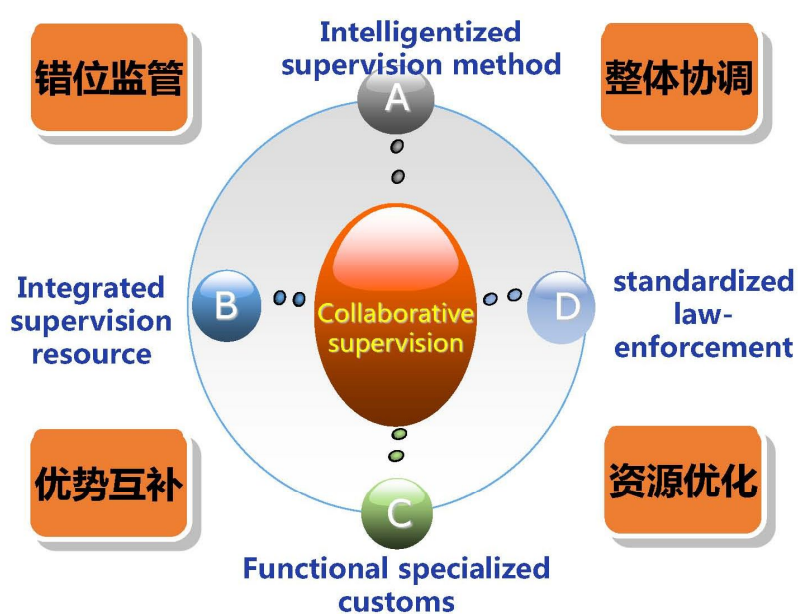 错位监管
Intelligentized
supervision method
整体协调
A
Integrated
supervision
resource
B
Collaborative
supervision
D
standardized
law-
enforcement
优势互补
C
资源优化
Functional specialized
customs